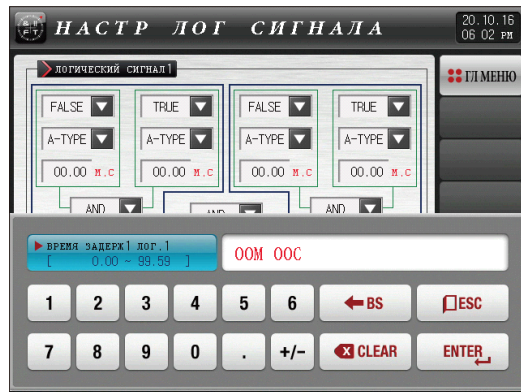 НАСТР ЛОГ СИГНАЛА
20.10.16
06 02 PM
ЛОГИЧЕСКИЙ СИГНАЛ1
ГЛ МЕНЮ
FALSE TRUE FALSE TRUE
A-TYPE A-TYPE A-TYPE A-TYPE
00.00 М.С 00.00 М.С 00.00 М.С 00.00 М.С
AND AND AND
ВРЕМЯ ЗАДЕРЖ1 ЛОГ.1
[ 0.00 ~ 99.59 ]
00М 00С
1 2 3 4 5 6 BS ESC
7 8 9 0 . +/- CLEAR ENTER